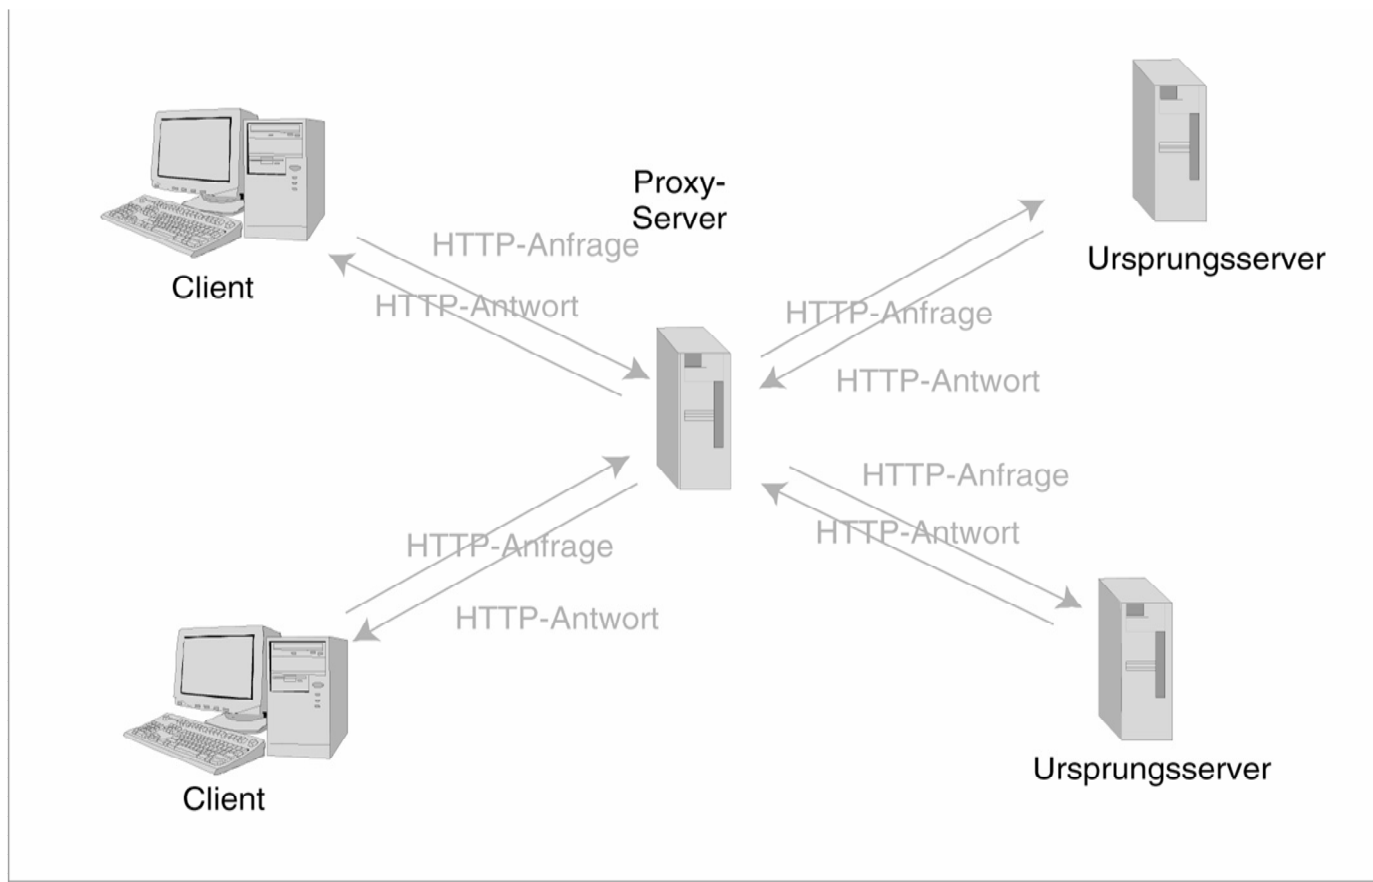 Proxy-
Server
HTTP-Anfrage
Client
HTTP-Antwort
Ursprungsserver
HTTP-Anfrage
HTTP-Antwort
HTTP-Anfrage
HTTP-Antwort
HTTP-Anfrage
HTTP-Antwort
Client
Ursprungsserver